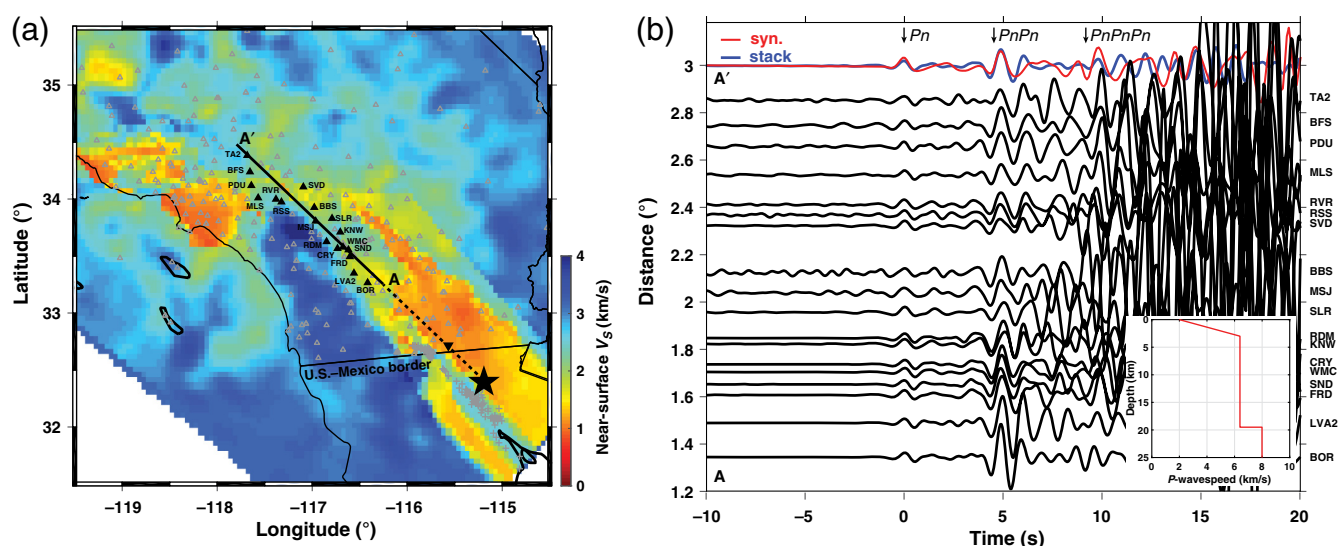 (a)
35
34
33
32
Latitude (°)
−119
−118
−117
−116
−115
Longitude (°)
A′
TA2
BFS
PDU
MLS
RVR
RSS
SVD
BBS
SLR
MSJ
KNW
RDM
WMC
CRY
SND
FRD
LVA2
BOR
A
U.S.–Mexico border
4
3
2
1
0
Near-surface VS (km/s)
(b)
syn.
stack
Pn
PnPn
PnPnPn
A′
3
2.8
2.6
2.4
2.2
2
1.8
1.6
1.4
1.2
Distance (°)
A
TA2
BFS
PDU
MLS
RVR
RSS
SVD
BBS
MSJ
SLR
RDM
KNW
CRY
WMC
SND
FRD
LVA2
BOR
0
5
10
15
20
25
Depth (km)
0 2 4 6 8 10
P-wavespeed (km/s)
−10 −5 0 5 10 15 20
Time (s)